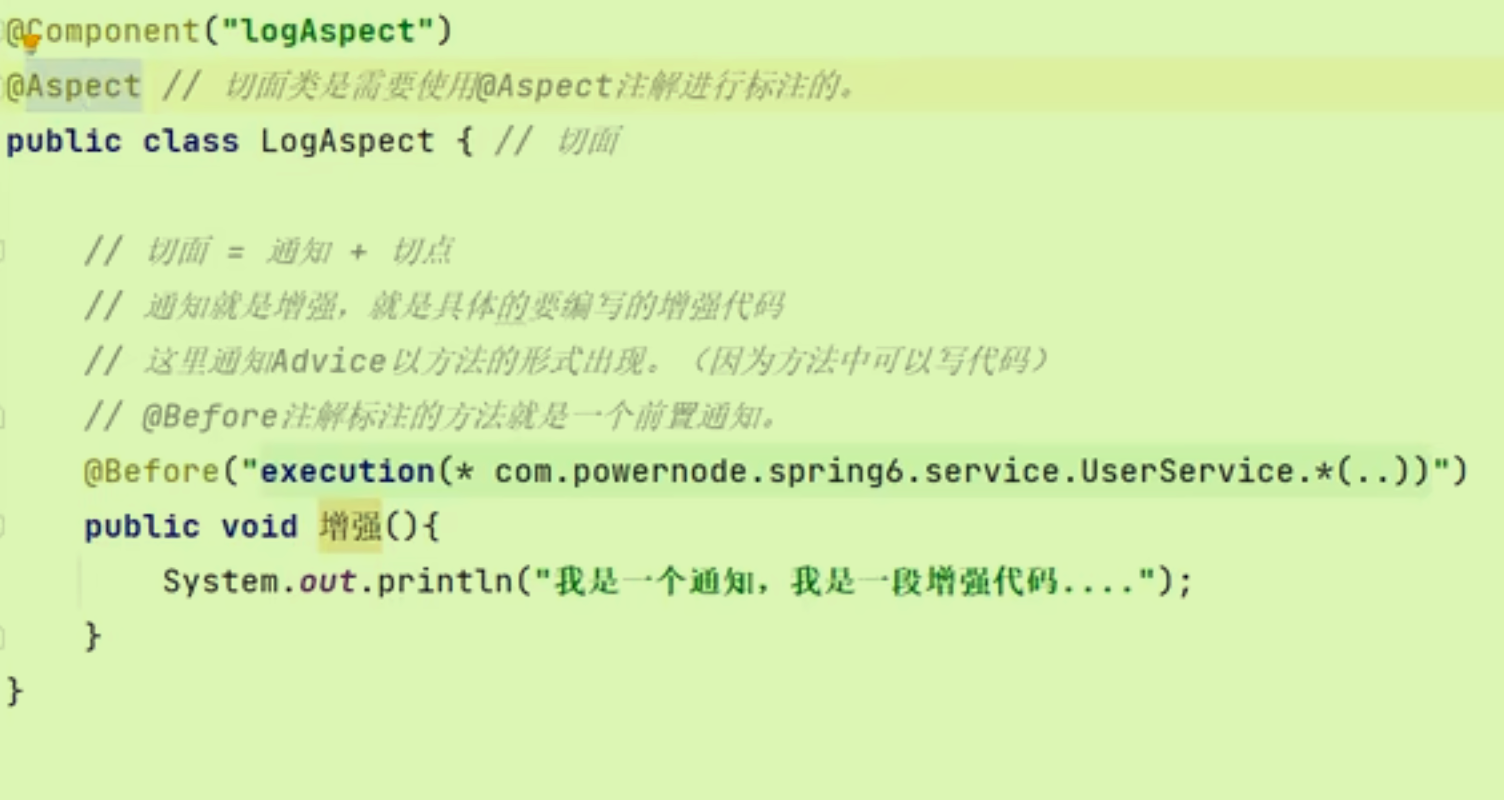 @Component("logAspect")
@Aspect // 切面类是需要使用@Aspect注解进行标注的。
public class LogAspect { // 切面
// 切面 = 通知 + 切点
// 通知就是增强，就是具体的要编写的增强代码
// 这里通知Advice以方法的形式出现。（因为方法中可以写代码）
// @Before注解标注的方法就是一个前置通知。
@Before("execution(* com.powernode.spring6.service.UserService.*(..))")
public void 增强(){
System.out.println("我是一个通知，我是一段增强代码....");
}
}